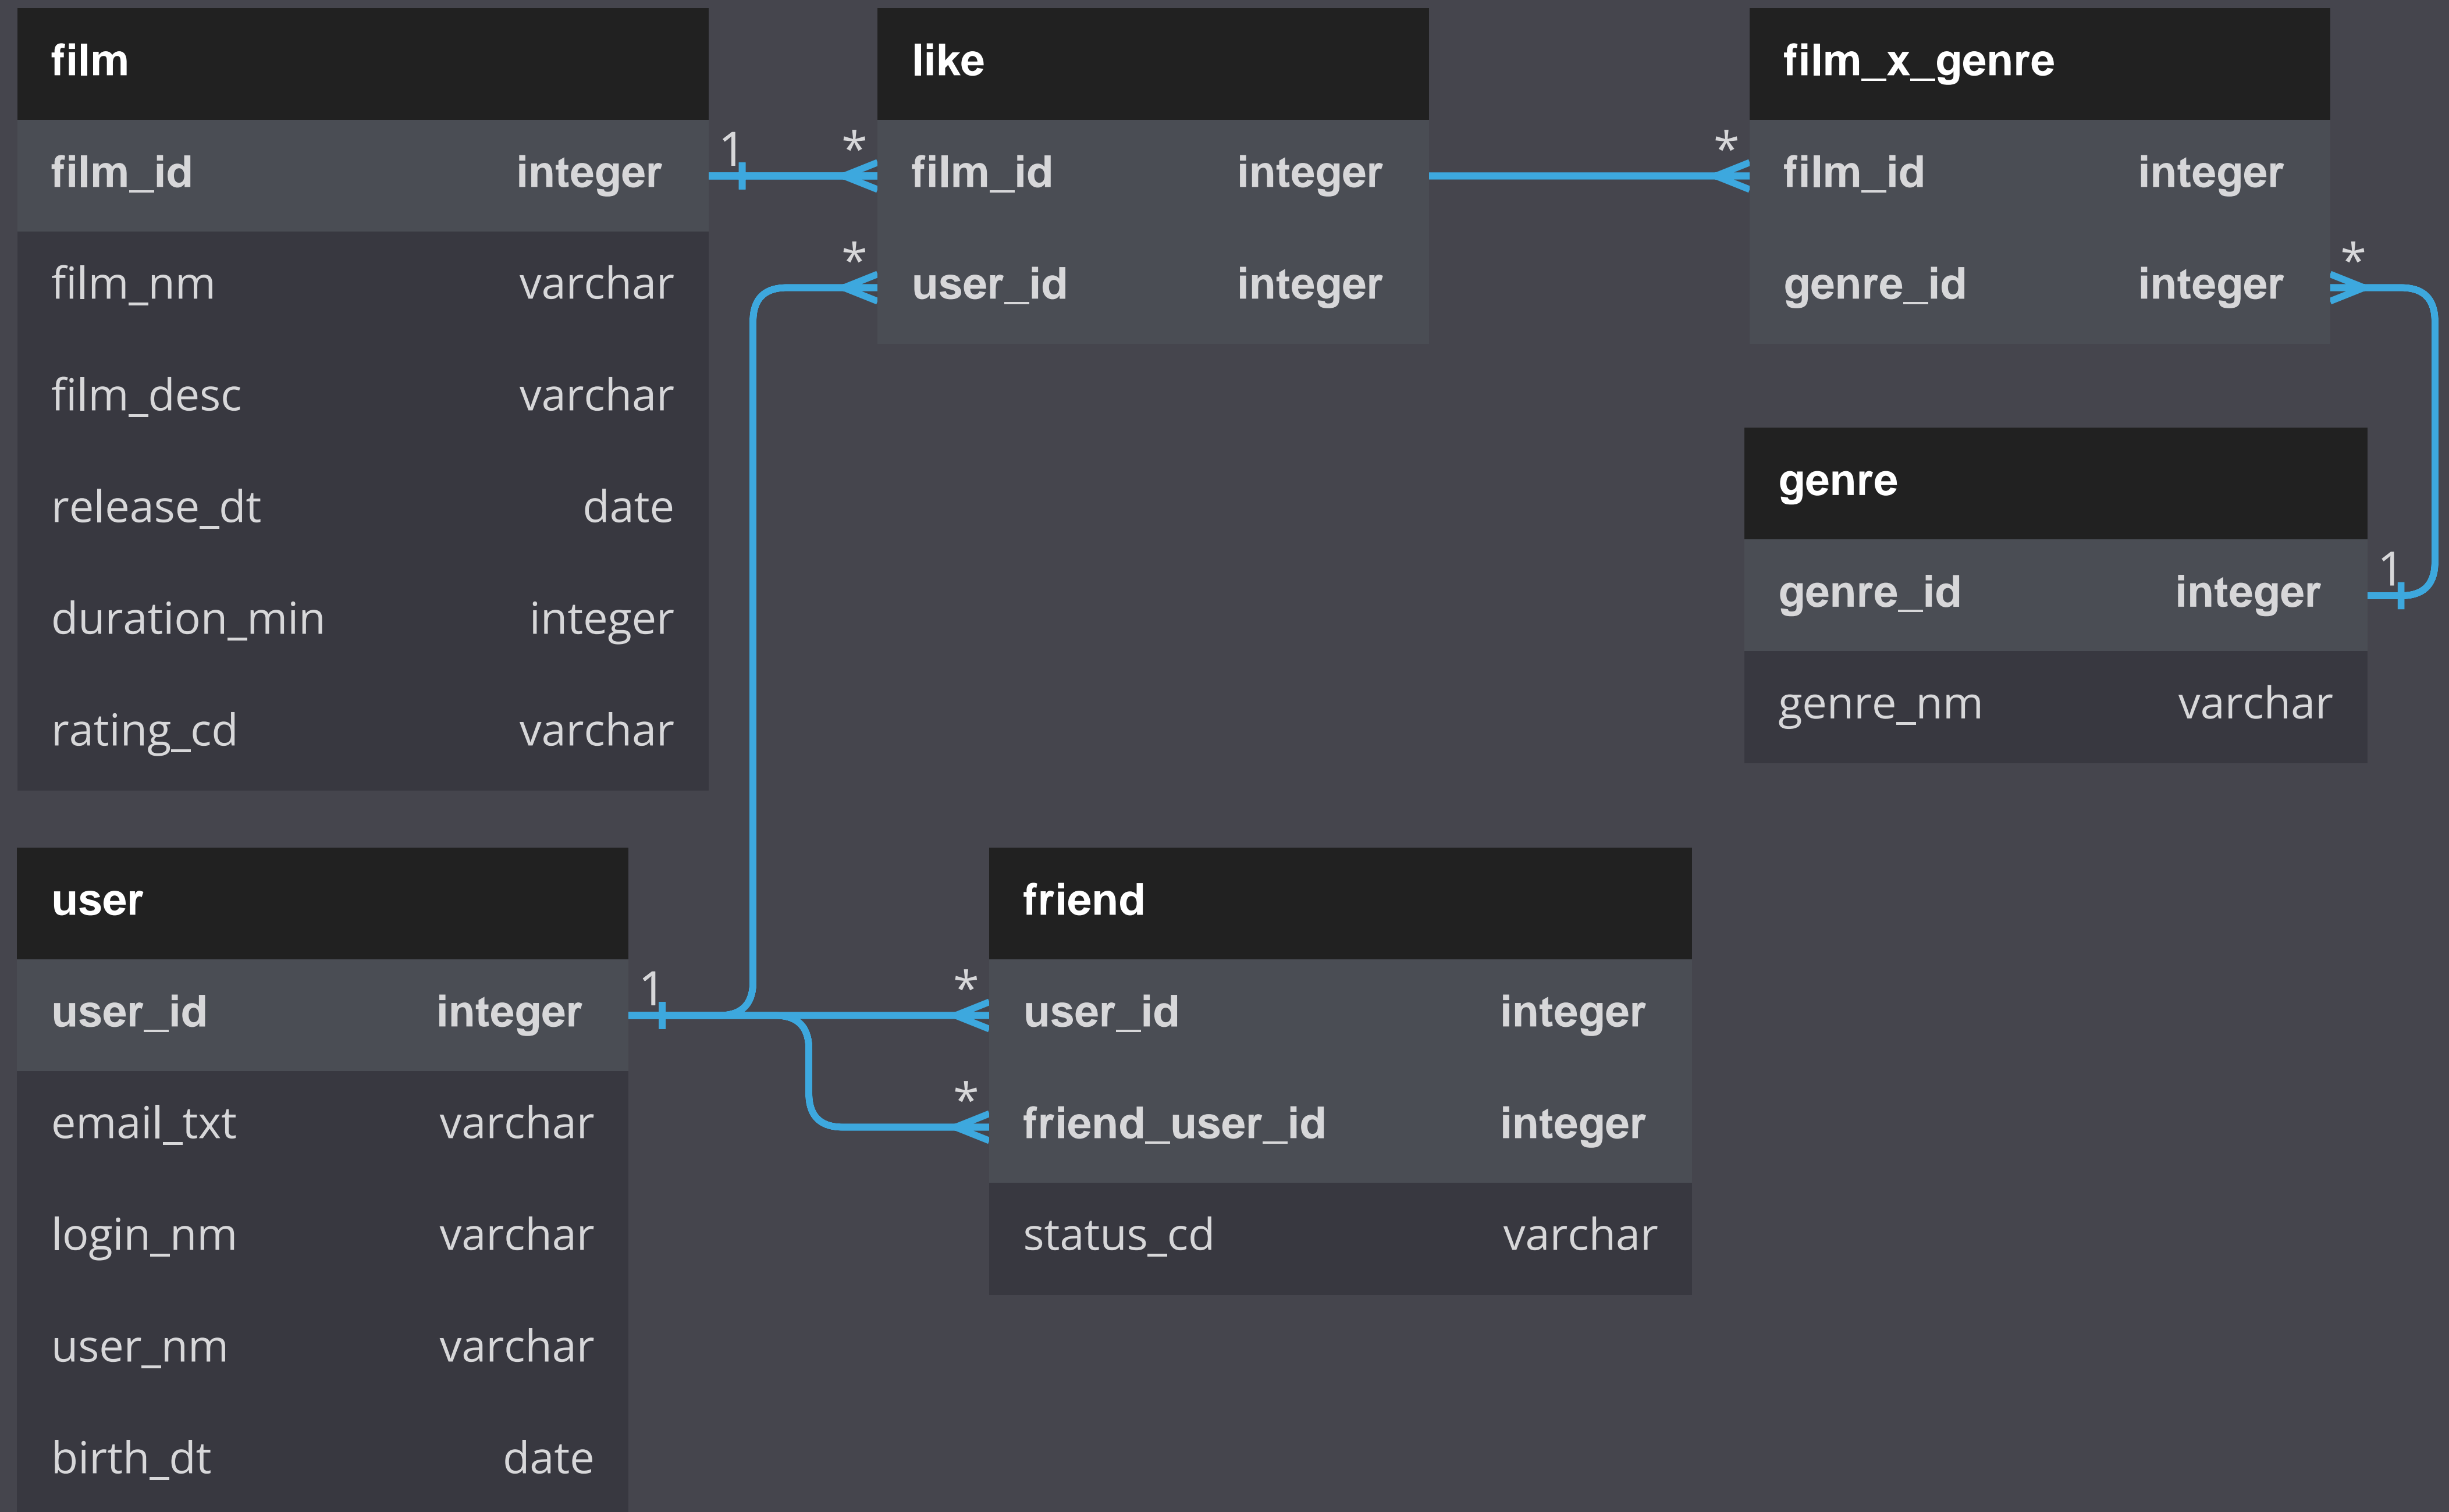 film
film_id integer
film_nm varchar
film_desc varchar
release_dt date
duration_min integer
rating_cd varchar
1 *
*
like
film_id integer
user_id integer
*
film_x_genre
film_id integer
genre_id integer
*
genre
genre_id integer
genre_nm varchar
1
user
user_id integer
email_txt varchar
login_nm varchar
user_nm varchar
birth_dt date
1 *
*
friend
user_id integer
friend_user_id integer
status_cd varchar